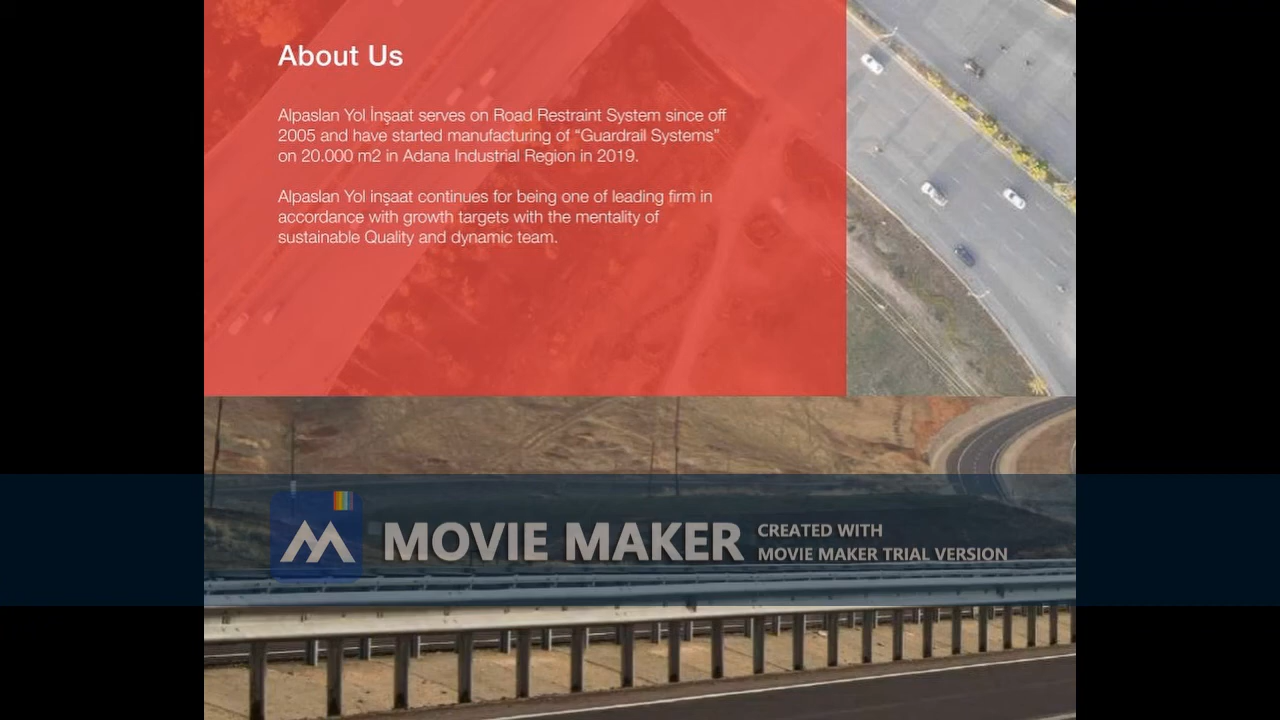 About Us
Alpaslan Yol İnşaat serves on Road Restraint System since off
2005 and have started manufacturing of “Guardrail Systems”
on 20.000 m2 in Adana Industrial Region in 2019.
Alpaslan Yol inşaat continues for being one of leading firm in
accordance with growth targets with the mentality of
sustainable Quality and dynamic team.
MOVIE MAKER
CREATED WITH
MOVIE MAKER TRIAL VERSION